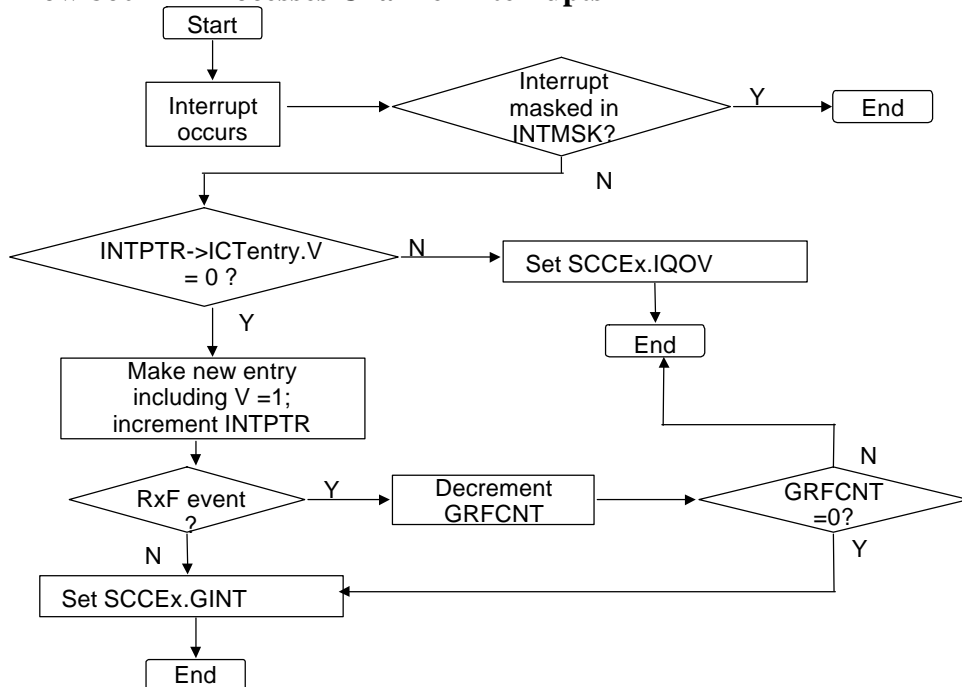 Start
Interrupt
occurs
Interrupt
masked in
INTMSK?
Y
End
N
INTPTR->ICTentry.V
= 0 ?
N
Set SCCEx.IQOV
Y
End
Make new entry
including V =1;
increment INTPTR
RxF event
?
Y
Decrement
GRFCNT
GRFCNT
=0?
N
Y
N
Set SCCEx.GINT
End